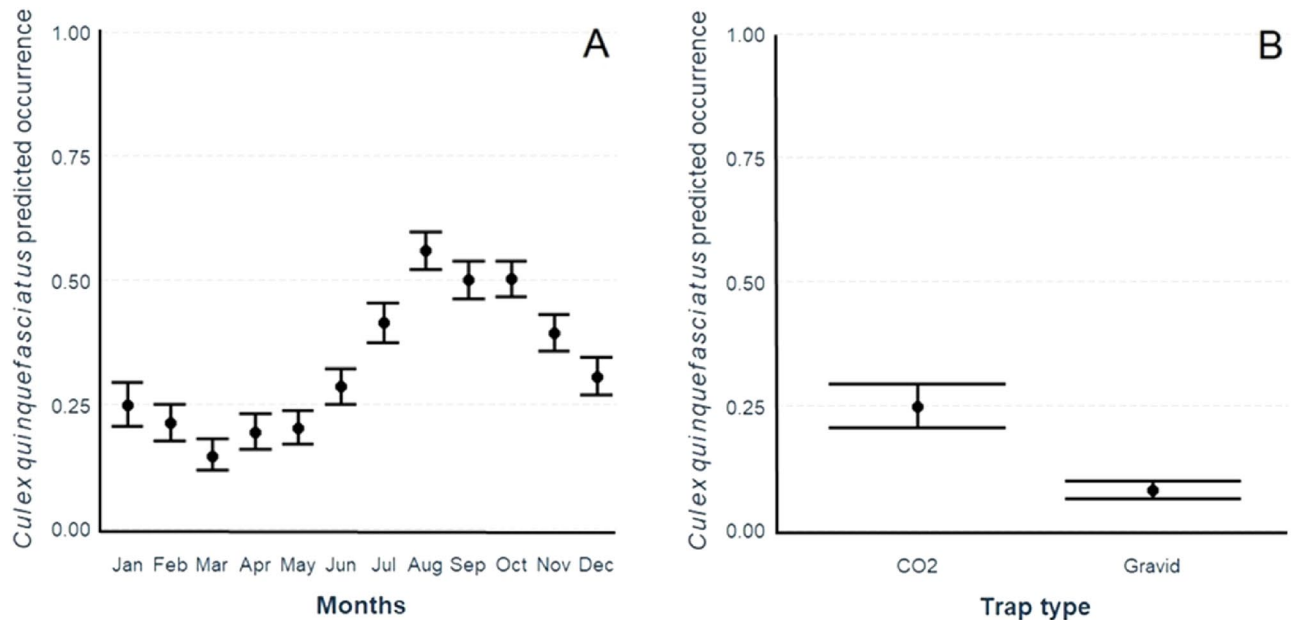 A
Culex quinquefasciatus predicted occurrence
1.00
0.75
0.50
0.25
0.00
Jan Feb Mar Apr May Jun Jul Aug Sep Oct Nov Dec
Months
B
Culex quinquefasciatus predicted occurrence
1.00
0.75
0.50
0.25
0.00
CO2 Gravid
Trap type